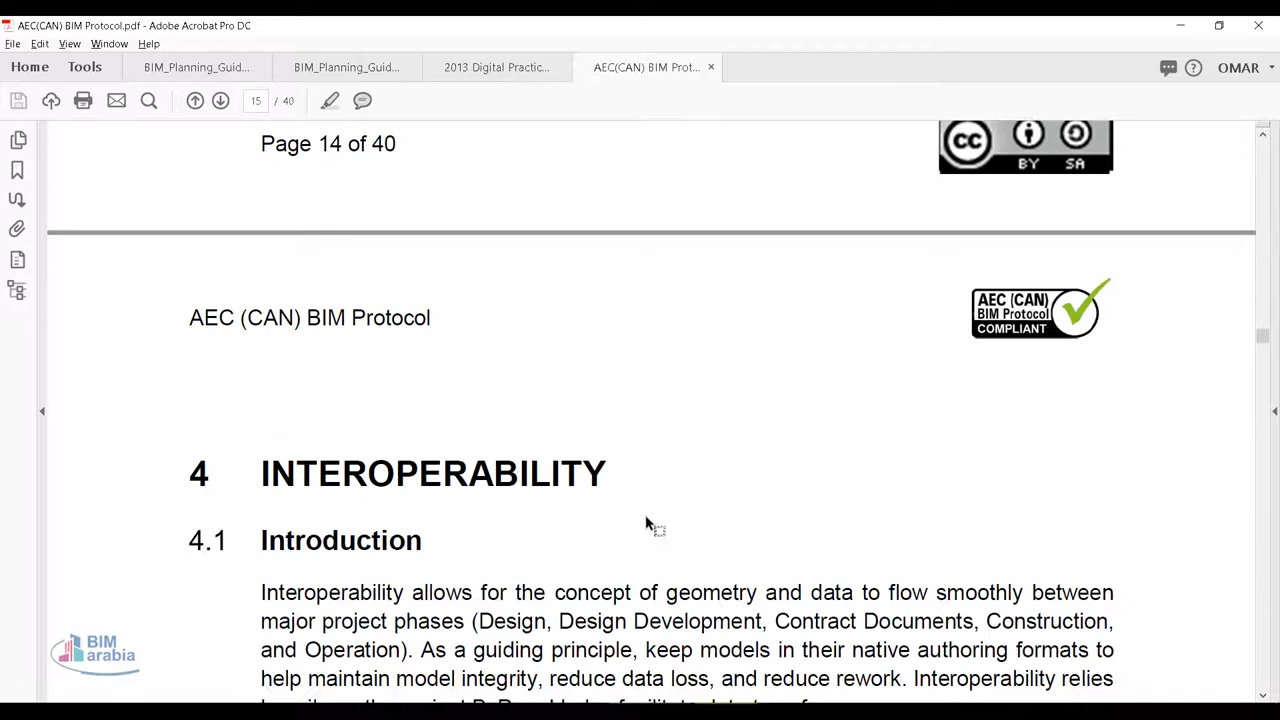 AEC(CAN) BIM Protocol.pdf - Adobe Acrobat Pro DC
File Edit View Window Help
Home Tools BIM_Planning_Guid... BIM_Planning_Guid... 2013 Digital Practic... AEC(CAN) BIM Prot... × OMAR
15 / 40
Page 14 of 40
CC BY SA
AEC (CAN) BIM Protocol
AEC (CAN)
BIM Protocol
COMPLIANT
4 INTEROPERABILITY
4.1 Introduction
Interoperability allows for the concept of geometry and data to flow smoothly between
major project phases (Design, Design Development, Contract Documents, Construction,
and Operation). As a guiding principle, keep models in their native authoring formats to
help maintain model integrity, reduce data loss, and reduce rework. Interoperability relies
BIM
arabia